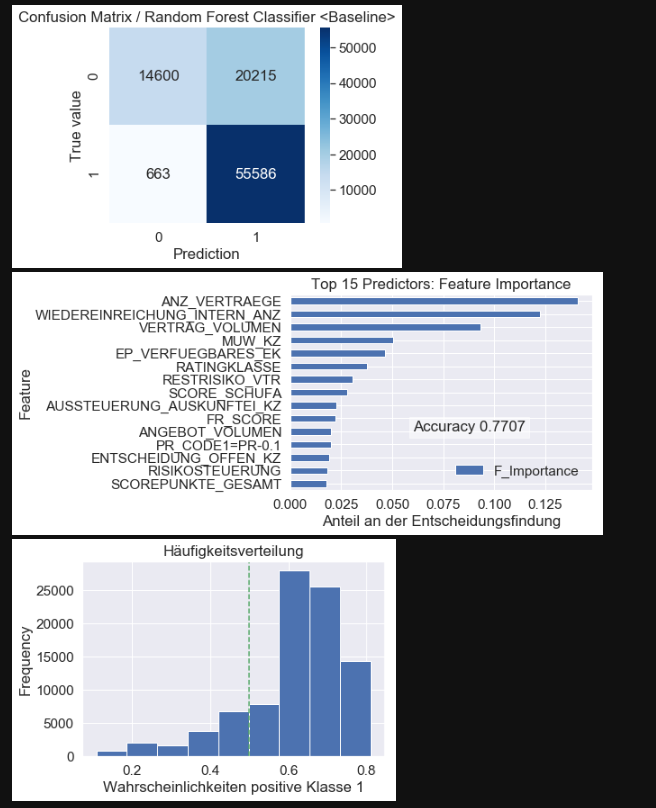 Confusion Matrix / Random Forest Classifier <Baseline>
0
14600
20215
1
663
55586
True value
0
1
Prediction
50000
40000
30000
20000
10000
Top 15 Predictors: Feature Importance
Feature
ANZ_VERTRAEGE
WIEDEREINREICHUNG_INTERN_ANZ
VERTRAG_VOLUMEN
MUW_KZ
EP_VERFUEGBARES_EK
RATINGKLASSE
RESTRISIKO_VTR
SCORE_SCHUFA
AUSSTEUERUNG_AUSKUNFTEI_KZ
FR_SCORE
ANGEBOT_VOLUMEN
PR_CODE1=PR-0.1
ENTSCHEIDUNG_OFFEN_KZ
RISIKOSTEUERUNG
SCOREPUNKTE_GESAMT
Accuracy 0.7707
F_Importance
0.000 0.025 0.050 0.075 0.100 0.125
Anteil an der Entscheidungsfindung
Häufigkeitsverteilung
Frequency
25000
20000
15000
10000
5000
0
0.2 0.4 0.6 0.8
Wahrscheinlichkeiten positive Klasse 1